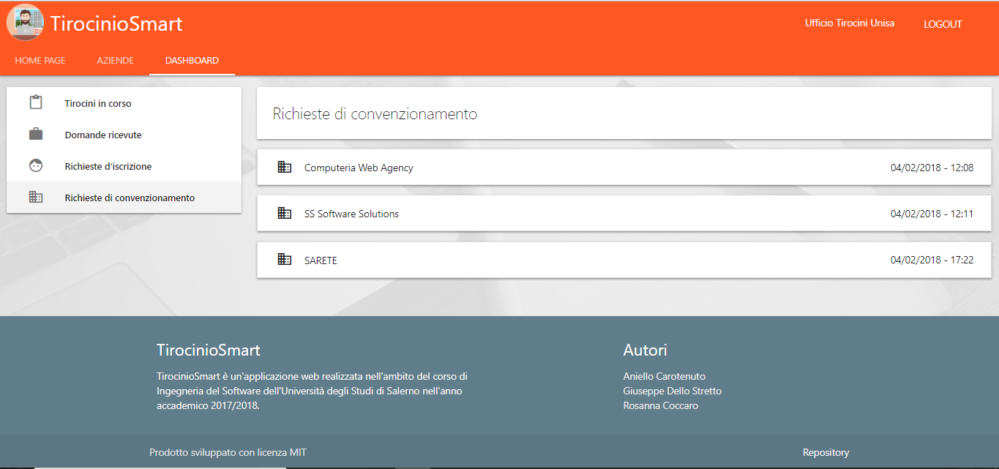 TirocinioSmart
Ufficio Tirocini Unisa
LOGOUT
HOME PAGE
AZIENDE
DASHBOARD
Tirocini in corso
Domande ricevute
Richieste d'iscrizione
Richieste di convenzionamento
Richieste di convenzionamento
Computeria Web Agency 04/02/2018 - 12:08
SS Software Solutions 04/02/2018 - 12:11
SARETE 04/02/2018 - 17:22
TirocinioSmart
TirocinioSmart è un'applicazione web realizzata nell'ambito del corso di
Ingegneria del Software dell'Università degli Studi di Salerno nell'anno
accademico 2017/2018.
Autori
Aniello Carotenuto
Giuseppe Dello Stretto
Rosanna Coccaro
Prodotto sviluppato con licenza MIT
Repository